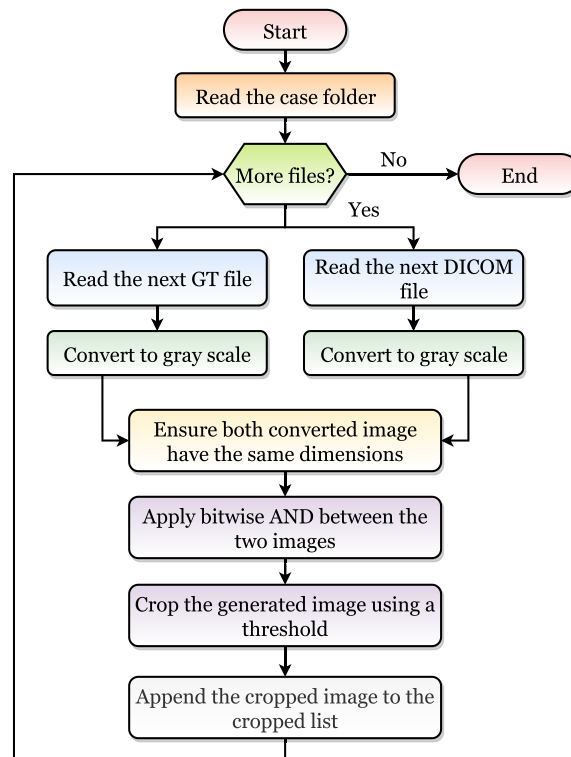 Start
Read the case folder
More files?
No
End
Yes
Read the next GT file
Read the next DICOM
file
Convert to gray scale
Convert to gray scale
Ensure both converted image
have the same dimensions
Apply bitwise AND between the
two images
Crop the generated image using a
threshold
Append the cropped image to the
cropped list